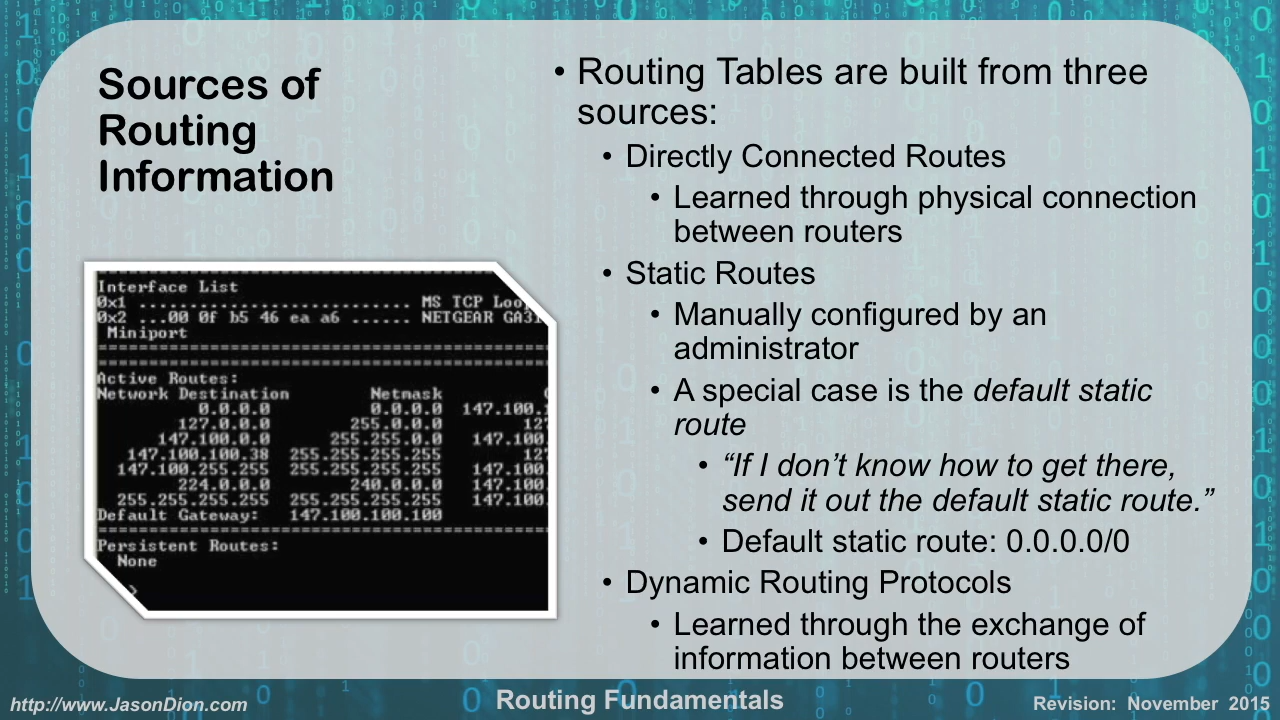 Sources of
Routing
Information
• Routing Tables are built from three
sources:
• Directly Connected Routes
• Learned through physical connection
between routers
• Static Routes
• Manually configured by an
administrator
• A special case is the default static
route
• “If I don’t know how to get there,
send it out the default static route.”
• Default static route: 0.0.0.0/0
• Dynamic Routing Protocols
• Learned through the exchange of
information between routers
Interface List
0x1 ........................... MS TCP Loo
0x2 ...00 0f b5 46 ea a6 ...... NETGEAR GA31
Miniport
Active Routes:
Network Destination Netmask
0.0.0.0 0.0.0.0 147.100.
127.0.0.0 255.0.0.0 127
147.100.0.0 255.255.0.0 147.100
147.100.100.38 255.255.255.255 127
147.100.255.255 255.255.255.255 147.100
224.0.0.0 240.0.0.0 147.100
255.255.255.255 255.255.255.255 147.100
Default Gateway: 147.100.100.100
Persistent Routes:
None
>
http://www.JasonDion.com
Routing Fundamentals
Revision: November 2015